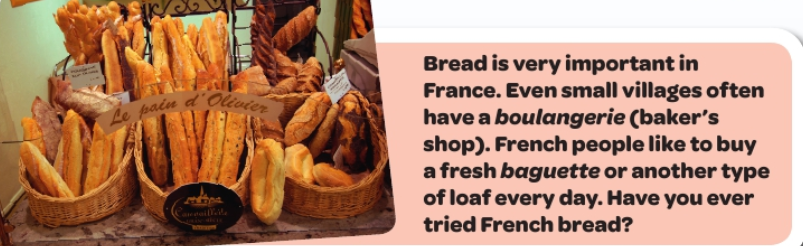 Le pain d'Olivier
Bread is very important in
France. Even small villages often
have a boulangerie (baker's
shop). French people like to buy
a fresh baguette or another type
of loaf every day. Have you ever
tried French bread?